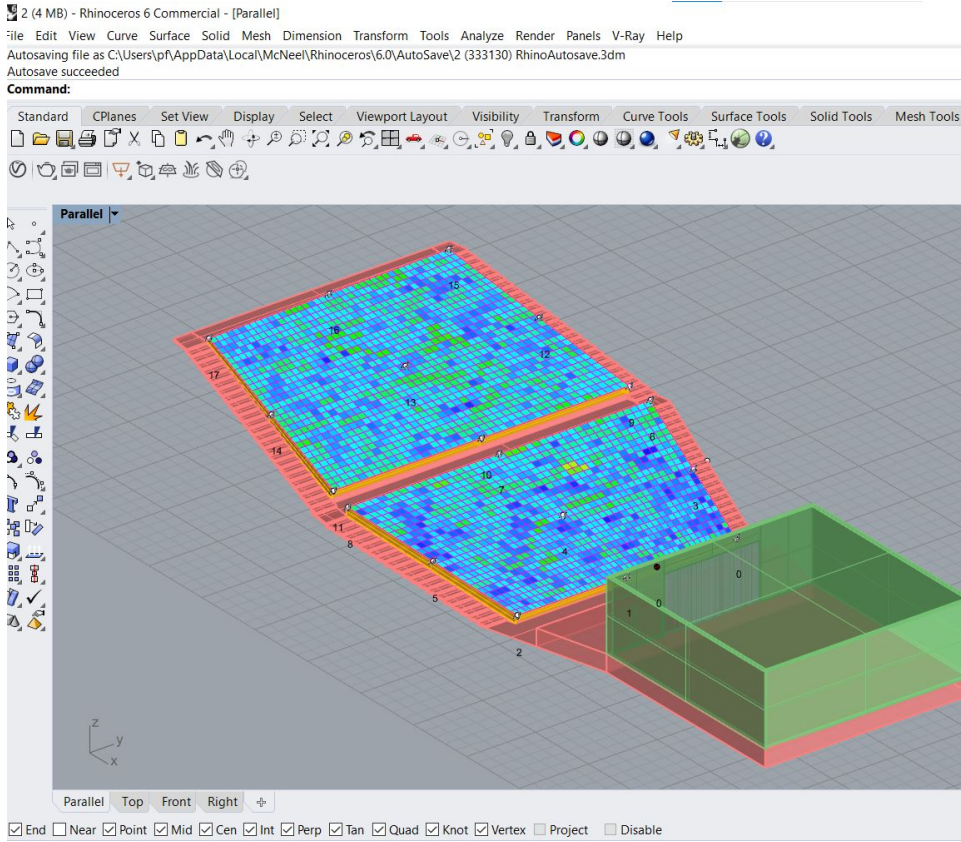 2 (4 MB) - Rhinoceros 6 Commercial - [Parallel]
File Edit View Curve Surface Solid Mesh Dimension Transform Tools Analyze Render Panels V-Ray Help
Autosaving file as C:\Users\pf\AppData\Local\McNeel\Rhinoceros\6.0\AutoSave\2 (333130) RhinoAutosave.3dm
Autosave succeeded
Command:
Standard CPlanes Set View Display Select Viewport Layout Visibility Transform Curve Tools Surface Tools Solid Tools Mesh Tools
Parallel
15
16
12
17
13
9
6
14
10
7
3
11
8
4
0
5
0
1
2
z
y
x
Parallel Top Front Right
End Near Point Mid Cen Int Perp Tan Quad Knot Vertex Project Disable